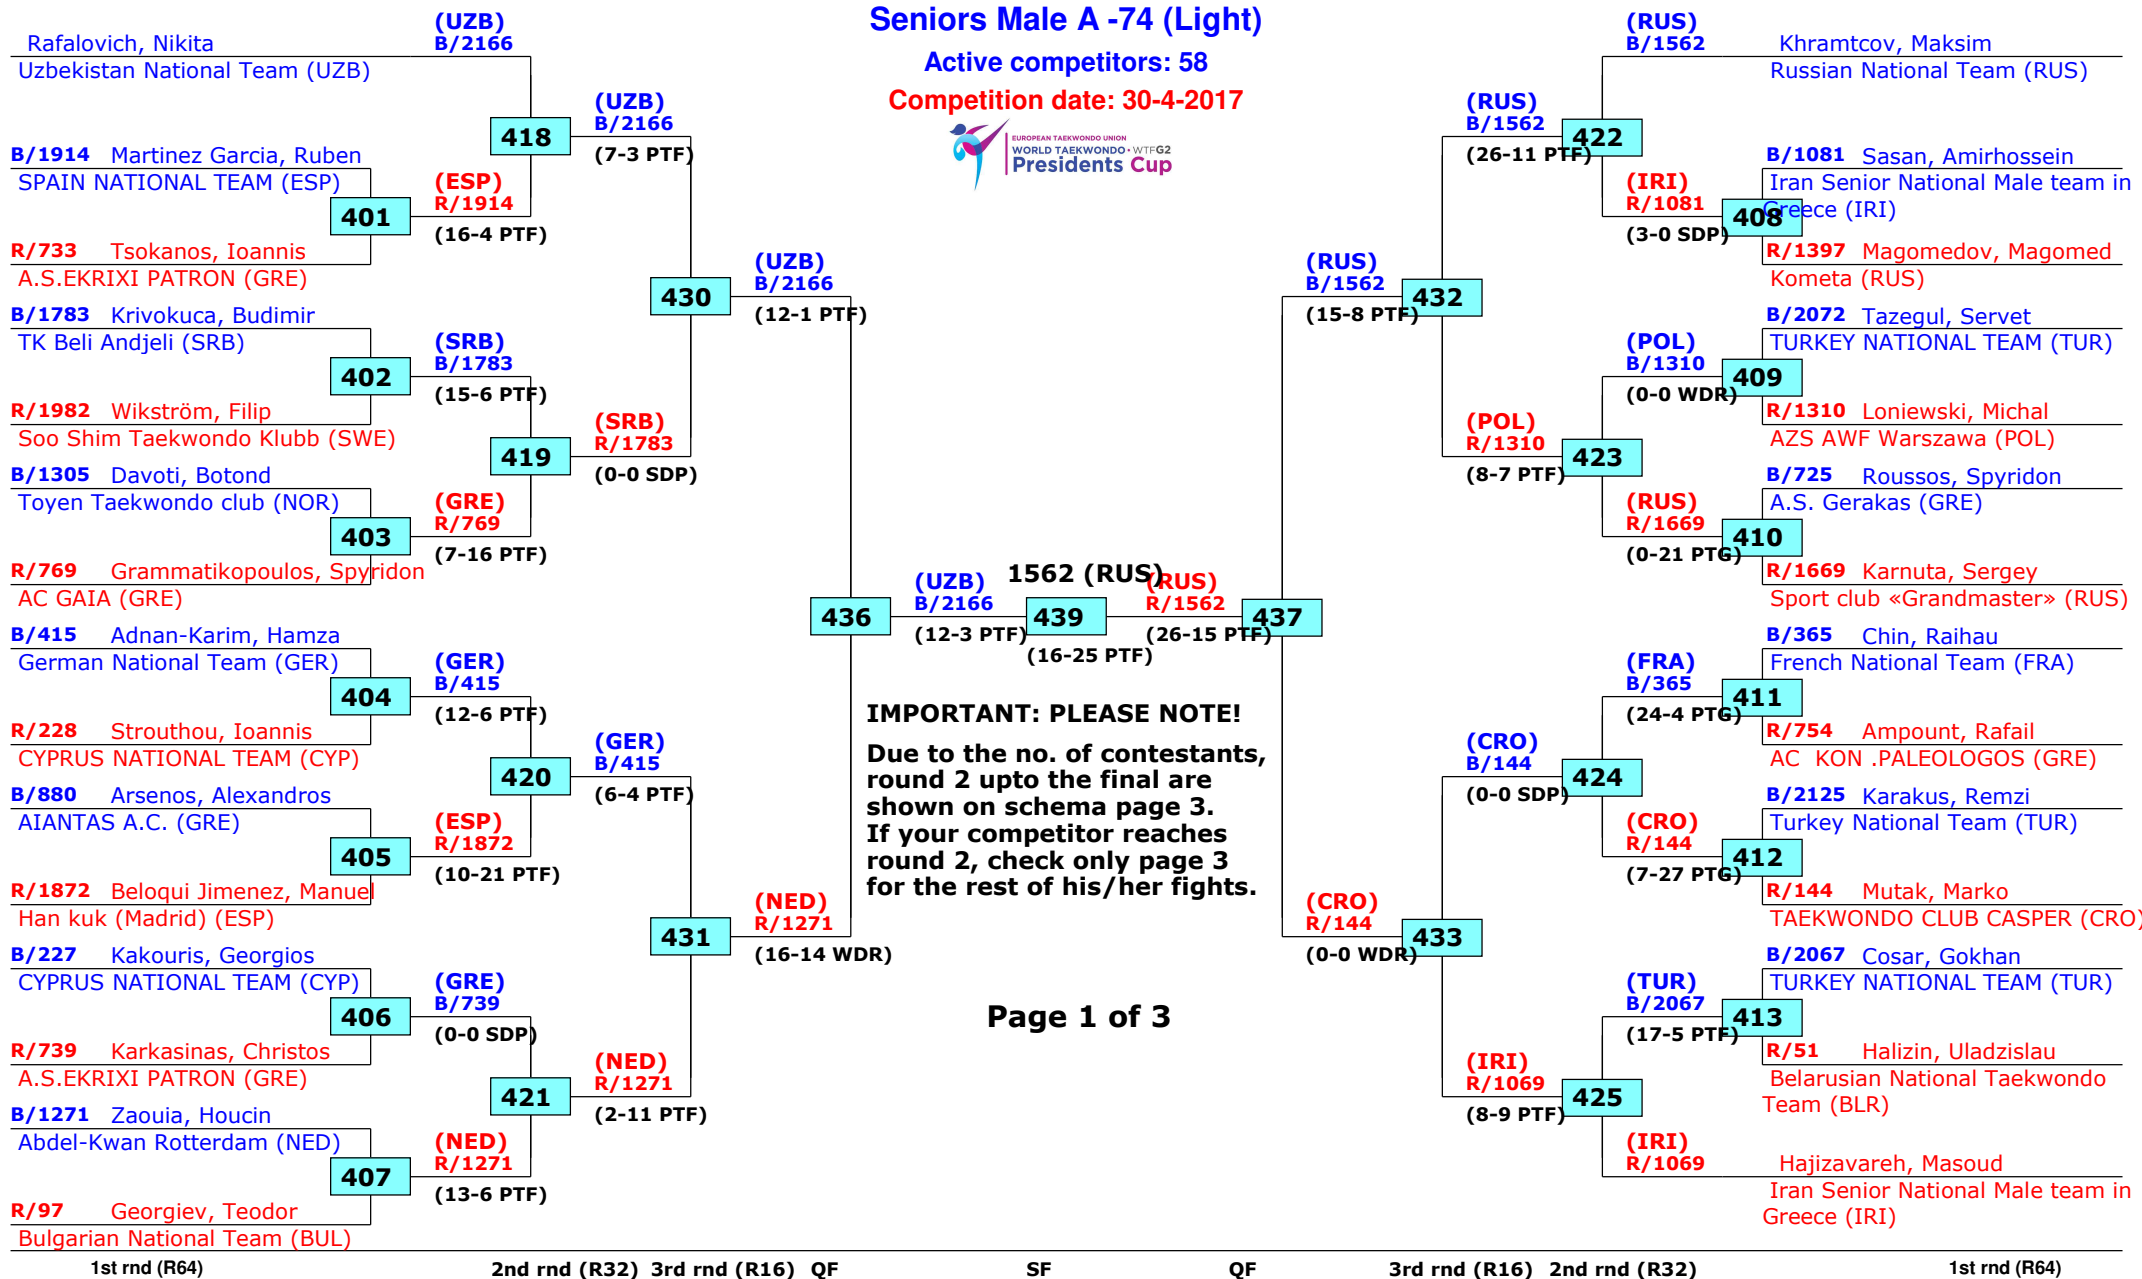 Seniors Male A -74 (Light)
Active competitors: 58
Competition date: 30-4-2017
EUROPEAN TAEKWONDO UNION
WORLD TAEKWONDO • WTFG2
Presidents Cup
Rafalovich, Nikita
Uzbekistan National Team (UZB)
B/1914 Martinez Garcia, Ruben
SPAIN NATIONAL TEAM (ESP)
401
R/733 Tsokanos, Ioannis
A.S.EKRIXI PATRON (GRE)
B/1783 Krivokuca, Budimir
TK Beli Andjeli (SRB)
402
R/1982 Wikström, Filip
Soo Shim Taekwondo Klubb (SWE)
B/1305 Davoti, Botond
Toyen Taekwondo club (NOR)
403
R/769 Grammatikopoulos, Spyridon
AC GAIA (GRE)
B/415 Adnan-Karim, Hamza
German National Team (GER)
404
R/228 Strouthou, Ioannis
CYPRUS NATIONAL TEAM (CYP)
B/880 Arsenos, Alexandros
AIANTAS A.C. (GRE)
405
R/1872 Beloqui Jimenez, Manuel
Han kuk (Madrid) (ESP)
B/227 Kakouris, Georgios
CYPRUS NATIONAL TEAM (CYP)
406
R/739 Karkasinas, Christos
A.S.EKRIXI PATRON (GRE)
B/1271 Zaouia, Houcin
Abdel-Kwan Rotterdam (NED)
407
R/97 Georgiev, Teodor
Bulgarian National Team (BUL)
(UZB)
B/2166
418
(ESP)
R/1914
(16-4 PTF)
(SRB)
B/1783
(15-6 PTF)
419
(GRE)
R/769
(7-16 PTF)
(GER)
B/415
(12-6 PTF)
420
(ESP)
R/1872
(10-21 PTF)
(GRE)
B/739
(0-0 SDP)
421
(NED)
R/1271
(13-6 PTF)
(UZB)
B/2166
(7-3 PTF)
430
(SRB)
R/1783
(0-0 SDP)
(GER)
B/415
(6-4 PTF)
431
(NED)
R/1271
(2-11 PTF)
(UZB)
B/2166
(12-1 PTF)
436
(NED)
R/1271
(16-14 WDR)
(UZB)
B/2166
(12-3 PTF)
1562 (RUS)
439
(16-25 PTF)
(RUS)
R/1562
(26-15 PTF)
437
IMPORTANT: PLEASE NOTE!
Due to the no. of contestants,
round 2 upto the final are
shown on schema page 3.
If your competitor reaches
round 2, check only page 3
for the rest of his/her fights.
Page 1 of 3
(RUS)
B/1562
(15-8 PTF)
432
(CRO)
R/144
(0-0 WDR)
433
(RUS)
B/1562
(26-11 PTF)
422
(POL)
R/1310
(8-7 PTF)
423
(CRO)
B/144
(0-0 SDP)
424
(IRI)
R/1069
(8-9 PTF)
425
(RUS)
B/1562
(IRI)
R/1081
(3-0 SDP)
408
(POL)
B/1310
(0-0 WDR)
409
(RUS)
R/1669
(0-21 PTG)
410
(FRA)
B/365
(24-4 PTG)
411
(CRO)
R/144
(7-27 PTG)
412
(TUR)
B/2067
(17-5 PTF)
413
(IRI)
R/1069
Khramtcov, Maksim
Russian National Team (RUS)
B/1081 Sasan, Amirhossein
Iran Senior National Male team in
Greece (IRI)
R/1397 Magomedov, Magomed
Kometa (RUS)
B/2072 Tazegul, Servet
TURKEY NATIONAL TEAM (TUR)
R/1310 Loniewski, Michal
AZS AWF Warszawa (POL)
B/725 Roussos, Spyridon
A.S. Gerakas (GRE)
R/1669 Karnuta, Sergey
Sport club «Grandmaster» (RUS)
B/365 Chin, Raihau
French National Team (FRA)
R/754 Ampount, Rafail
AC KON .PALEOLOGOS (GRE)
B/2125 Karakus, Remzi
Turkey National Team (TUR)
R/144 Mutak, Marko
TAEKWONDO CLUB CASPER (CRO)
B/2067 Cosar, Gokhan
TURKEY NATIONAL TEAM (TUR)
R/51 Halizin, Uladzislau
Belarusian National Taekwondo
Team (BLR)
Hajizavareh, Masoud
Iran Senior National Male team in
Greece (IRI)
1st rnd (R64) 2nd rnd (R32) 3rd rnd (R16) QF SF QF 3rd rnd (R16) 2nd rnd (R32) 1st rnd (R64)